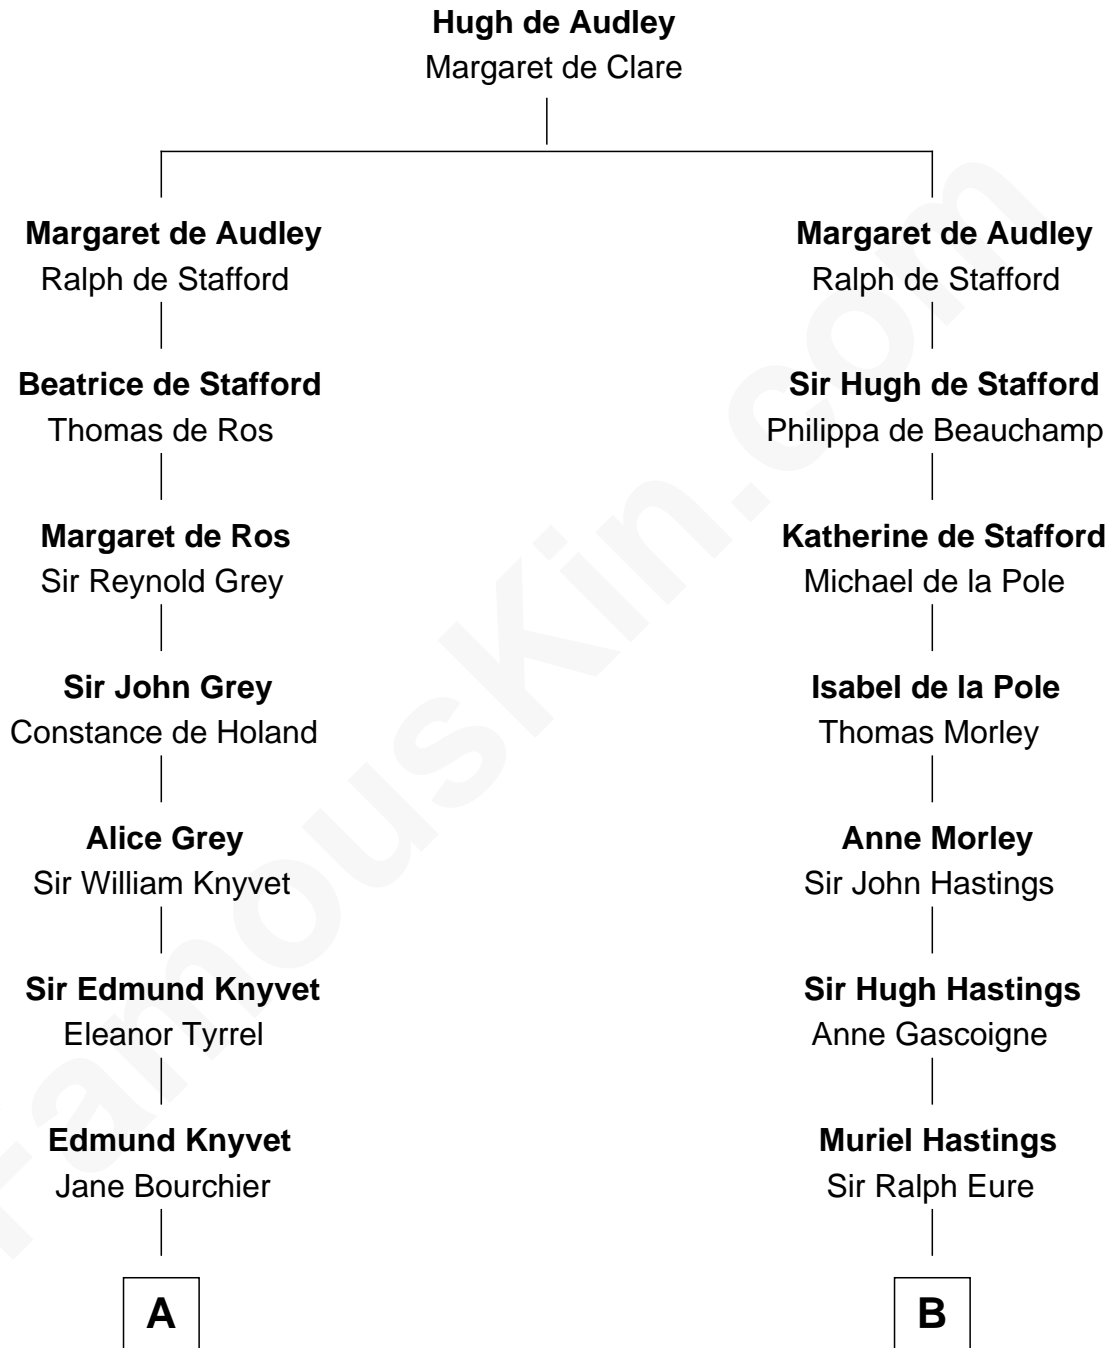 Hugh de Audley
Margaret de Clare
Margaret de Audley
Ralph de Stafford
Margaret de Audley
Ralph de Stafford
Beatrice de Stafford
Thomas de Ros
Sir Hugh de Stafford
Philippa de Beauchamp
Margaret de Ros
Sir Reynold Grey
Katherine de Stafford
Michael de la Pole
Sir John Grey
Constance de Holand
Isabel de la Pole
Thomas Morley
Alice Grey
Sir William Knyvet
Anne Morley
Sir John Hastings
Sir Edmund Knyvet
Eleanor Tyrrel
Sir Hugh Hastings
Anne Gascoigne
Edmund Knyvet
Jane Bourchier
Muriel Hastings
Sir Ralph Eure
A
B
FamousKin.com